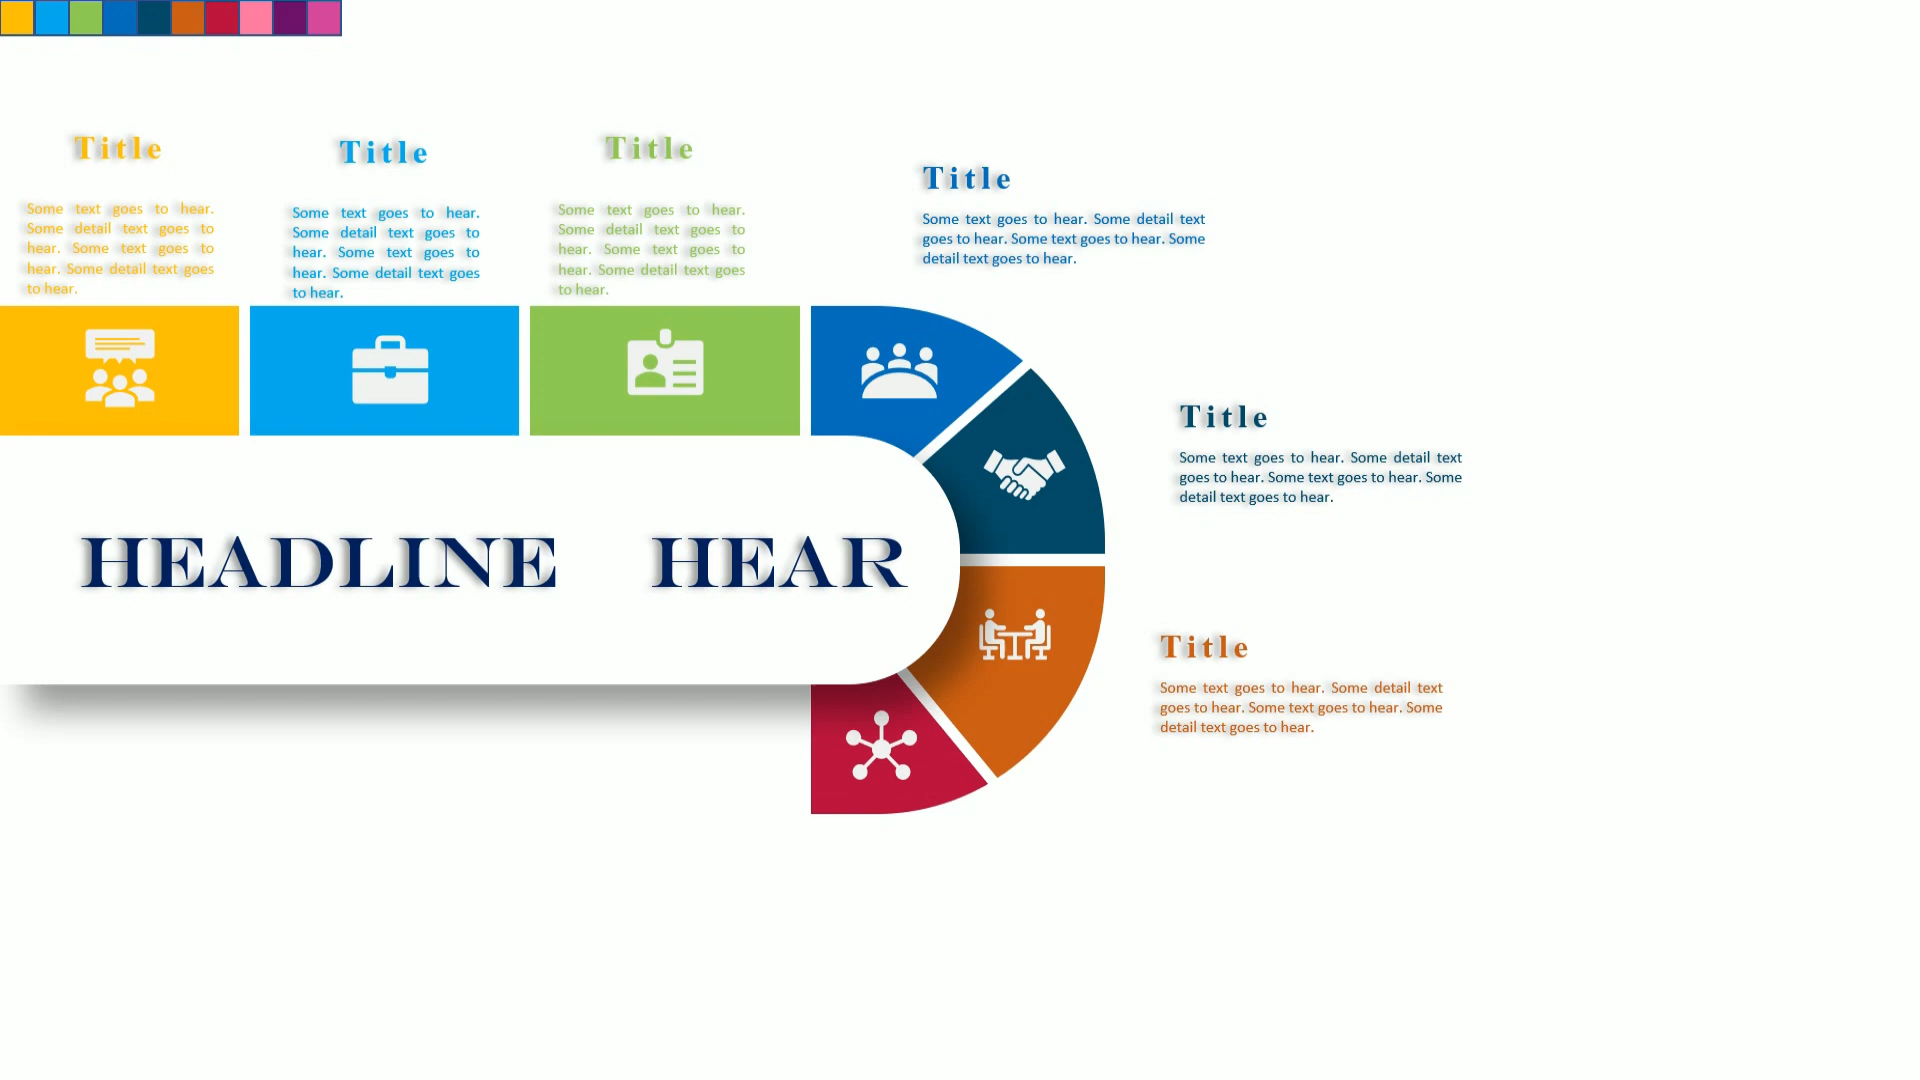 Title
Some text goes to hear.
Some detail text goes to
hear. Some text goes to
hear. Some detail text goes
to hear.
Title
Some text goes to hear.
Some detail text goes to
hear. Some text goes to
hear. Some detail text goes
to hear.
Title
Some text goes to hear.
Some detail text goes to
hear. Some text goes to
hear. Some detail text goes
to hear.
Title
Some text goes to hear. Some detail text
goes to hear. Some text goes to hear. Some
detail text goes to hear.
Title
Some text goes to hear. Some detail text
goes to hear. Some text goes to hear. Some
detail text goes to hear.
HEADLINE HEAR
Title
Some text goes to hear. Some detail text
goes to hear. Some text goes to hear. Some
detail text goes to hear.